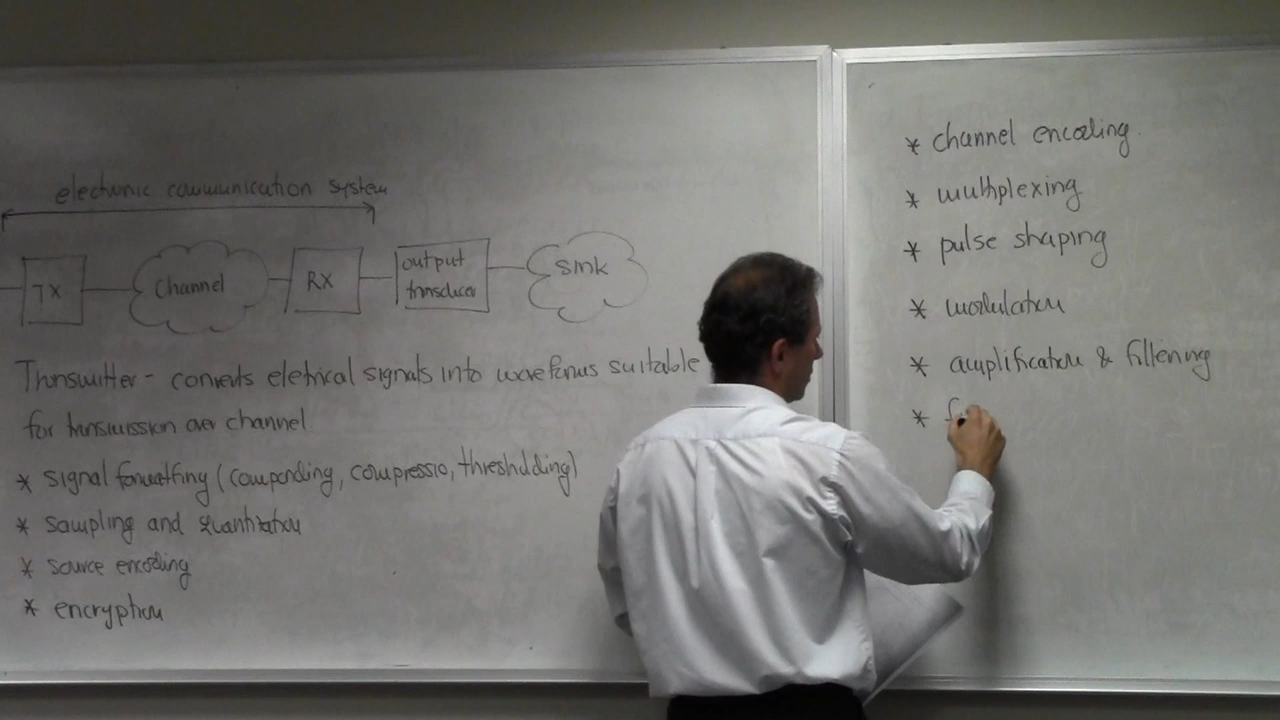 electronic communication system
TX
Channel
RX
output
transducer
Sink
Transmitter - converts eletrical signals into waveforms suitable
for transmission over channel
* signal formatting (companding, compressio, thresholding)
* sampling and quantization
* source encoding
* encryption
* channel encoding.
* multiplexing
* pulse shaping
* modulation
* amplification & filtering
*